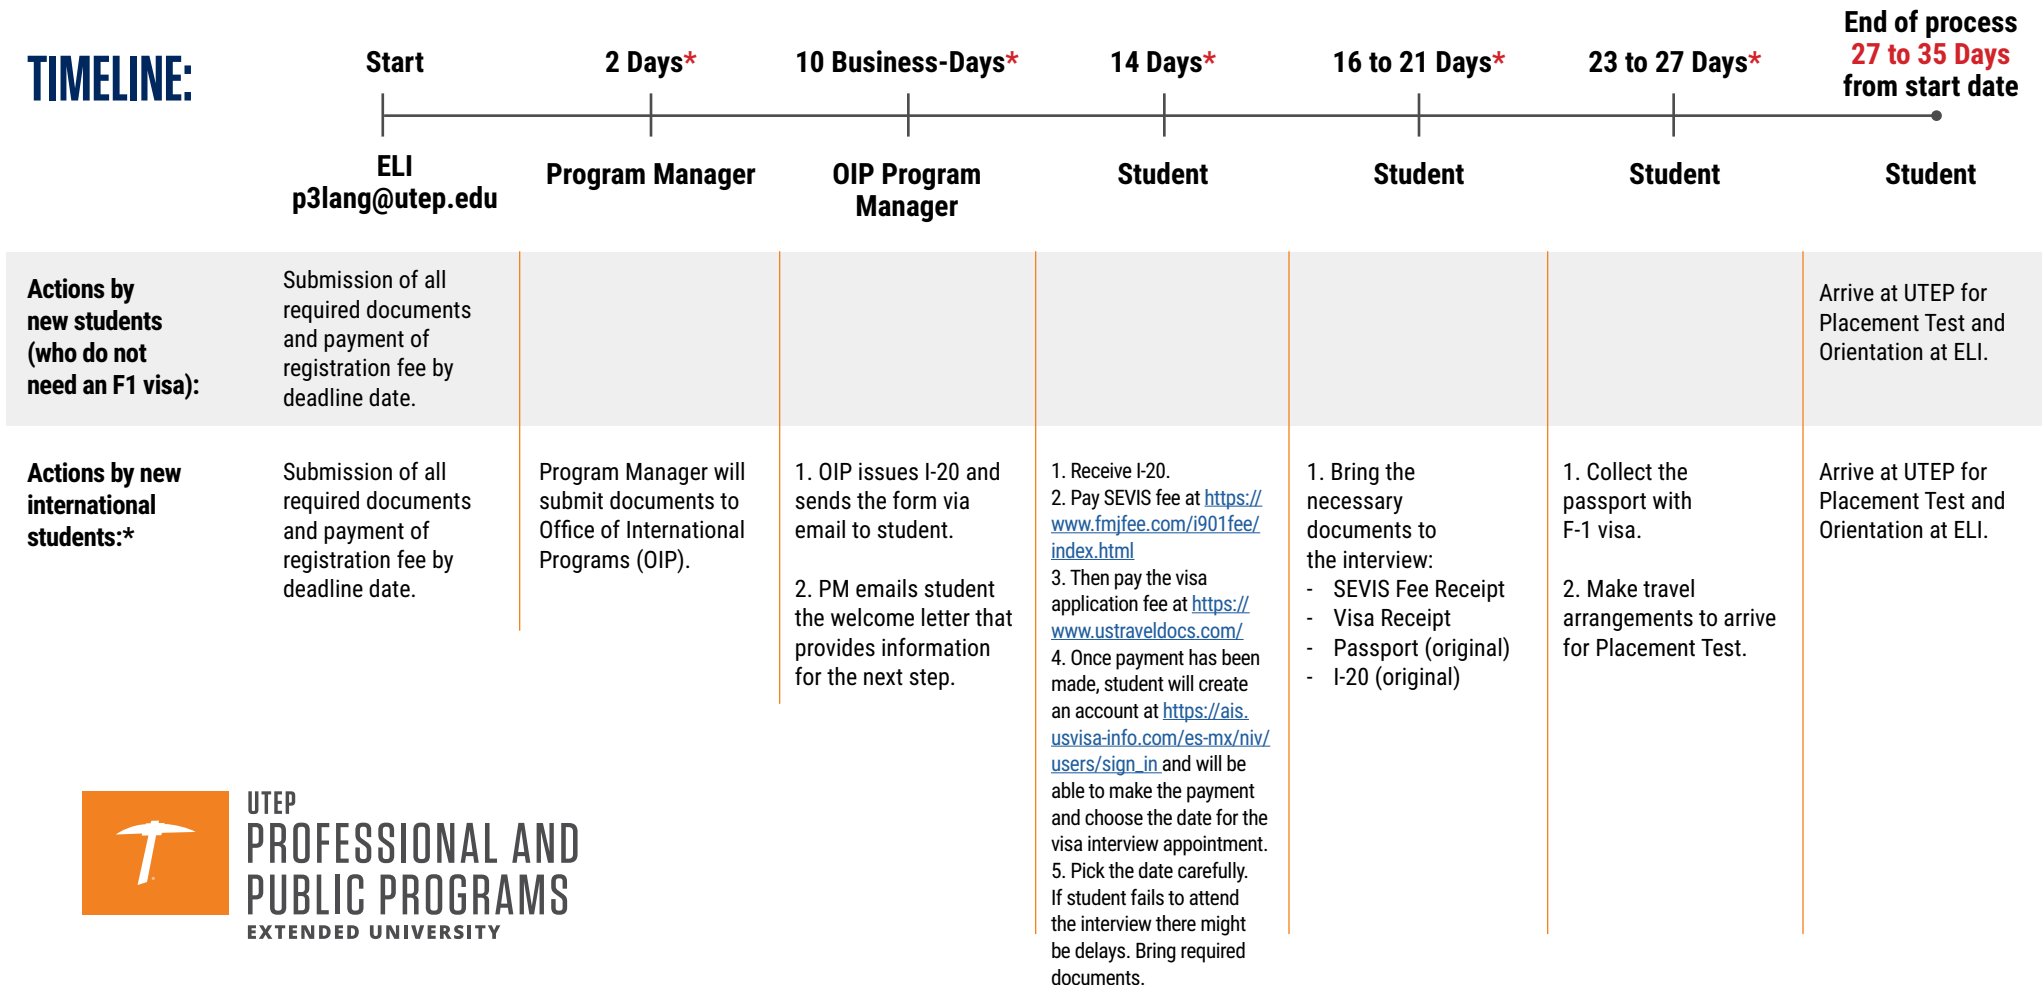 TIMELINE:
Start
2 Days*
10 Business-Days*
14 Days*
16 to 21 Days*
23 to 27 Days*
End of process
27 to 35 Days
from start date
ELI
p3lang@utep.edu
Program Manager
OIP Program
Manager
Student
Student
Student
Student
Actions by
new students
(who do not
need an F1 visa):
Submission of all
required documents
and payment of
registration fee by
deadline date.
Arrive at UTEP for
Placement Test and
Orientation at ELI.
Actions by new
international
students:*
Submission of all
required documents
and payment of
registration fee by
deadline date.
Program Manager will
submit documents to
Office of International
Programs (OIP).
1. OIP issues I-20 and
sends the form via
email to student.
2. PM emails student
the welcome letter that
provides information
for the next step.
1. Receive I-20.
2. Pay SEVIS fee at https://
www.fmjfee.com/i901fee/
index.html
3. Then pay the visa
application fee at https://
www.ustraveldocs.com/
4. Once payment has been
made, student will create
an account at https://ais.
usvisa-info.com/es-mx/niv/
users/sign_in and will be
able to make the payment
and choose the date for the
visa interview appointment.
5. Pick the date carefully.
If student fails to attend
the interview there might
be delays. Bring required
documents.
1. Bring the
necessary
documents to
the interview:
- SEVIS Fee Receipt
- Visa Receipt
- Passport (original)
- I-20 (original)
1. Collect the
passport with
F-1 visa.
2. Make travel
arrangements to arrive
for Placement Test.
Arrive at UTEP for
Placement Test and
Orientation at ELI.
UTEP
PROFESSIONAL AND
PUBLIC PROGRAMS
EXTENDED UNIVERSITY